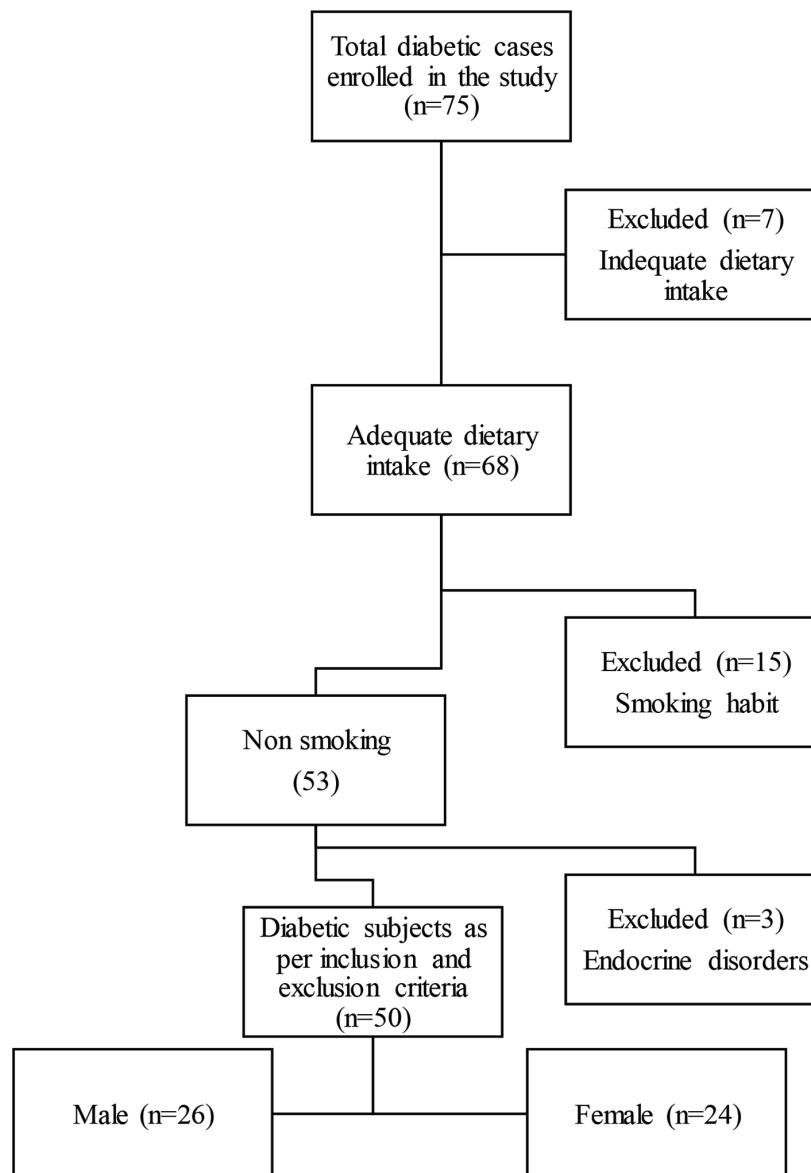 Total diabetic cases
enrolled in the study
(n=75)
Excluded (n=7)
Indequate dietary
intake
Adequate dietary
intake (n=68)
Excluded (n=15)
Smoking habit
Non smoking
(53)
Excluded (n=3)
Endocrine disorders
Diabetic subjects as
per inclusion and
exclusion criteria
(n=50)
Male (n=26)
Female (n=24)